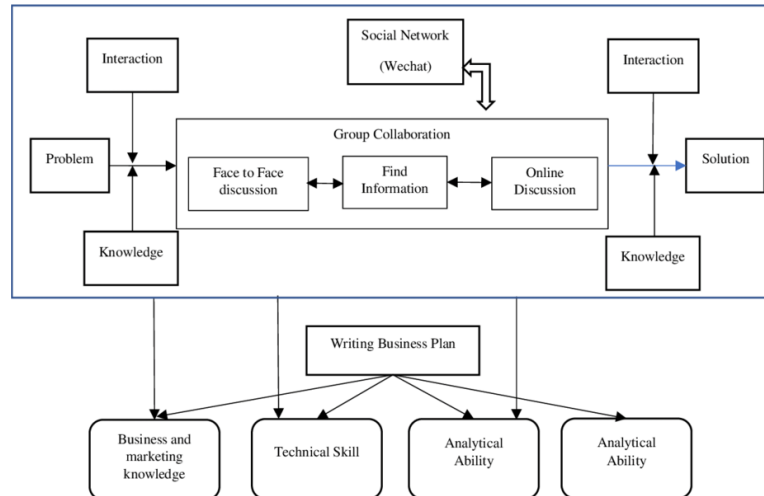 Social Network
(Wechat)
Interaction
Interaction
Group Collaboration
Problem
Face to Face
discussion
Find
Information
Online
Discussion
Solution
Knowledge
Knowledge
Writing Business Plan
Business and
marketing
knowledge
Technical Skill
Analytical
Ability
Analytical
Ability